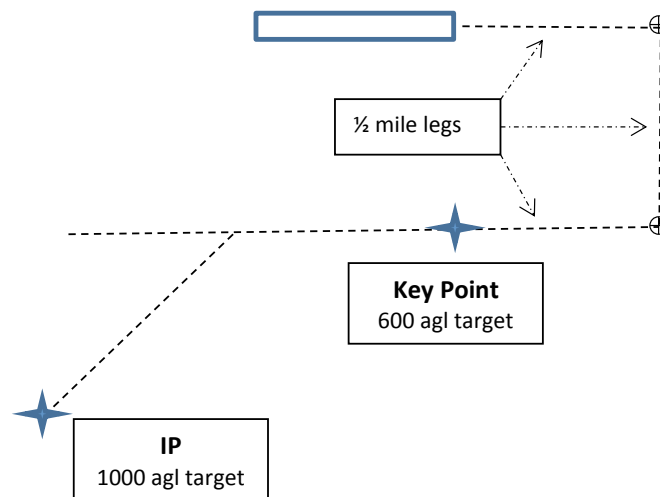 ½ mile legs
Key Point
600 agl target
IP
1000 agl target